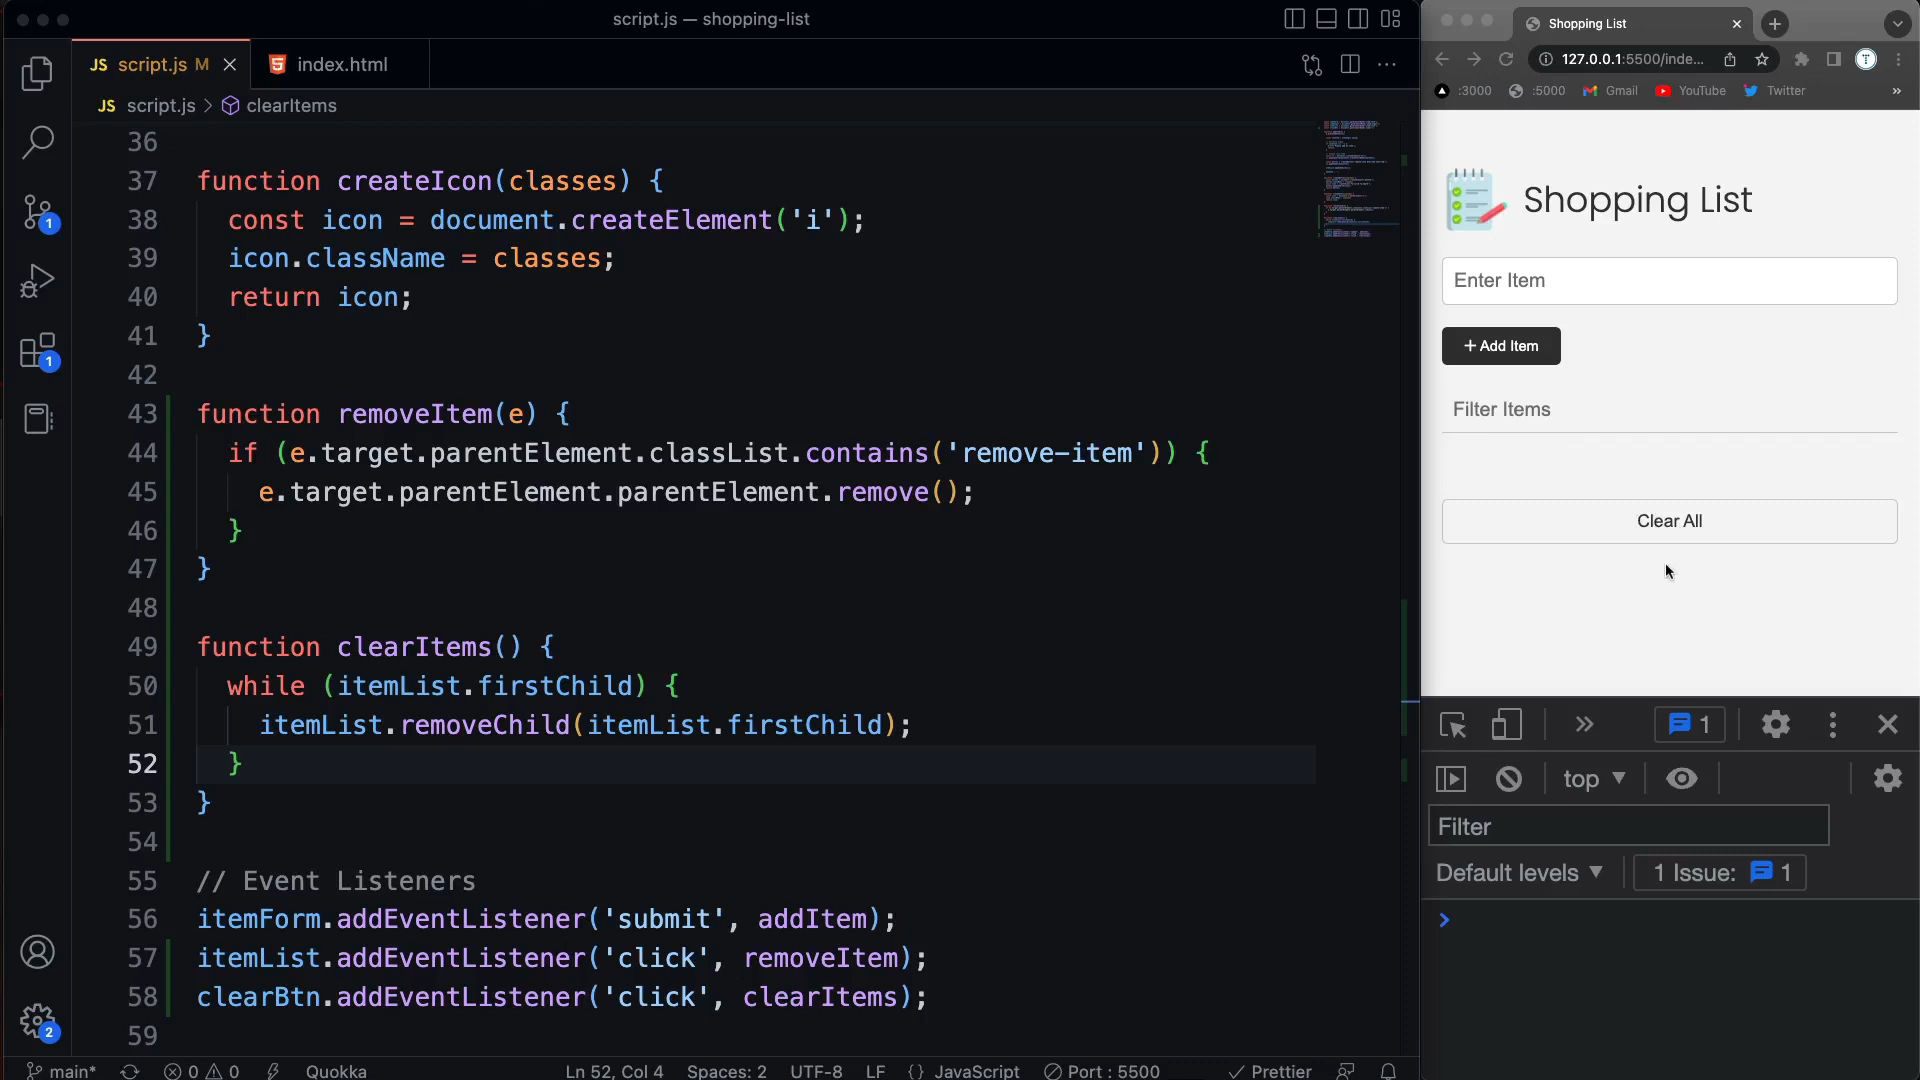 script.js — shopping-list
JS script.js M
index.html
JS script.js > clearItems
36
37 function createIcon(classes) {
38 const icon = document.createElement('i');
39 icon.className = classes;
40 return icon;
41 }
42
43 function removeItem(e) {
44 if (e.target.parentElement.classList.contains('remove-item')) {
45 e.target.parentElement.parentElement.remove();
46 }
47 }
48
49 function clearItems() {
50 while (itemList.firstChild) {
51 itemList.removeChild(itemList.firstChild);
52 }
53 }
54
55 // Event Listeners
56 itemForm.addEventListener('submit', addItem);
57 itemList.addEventListener('click', removeItem);
58 clearBtn.addEventListener('click', clearItems);
59
1
1
2
main* 0 0 Quokka Ln 52, Col 4 Spaces: 2 UTF-8 LF {} JavaScript Port : 5500 Prettier
Shopping List
127.0.0.1:5500/inde...
T
:3000 :5000 Gmail YouTube Twitter »
Shopping List
Enter Item
+ Add Item
Filter Items
Clear All
1
top
Filter
Default levels 1 Issue: 1